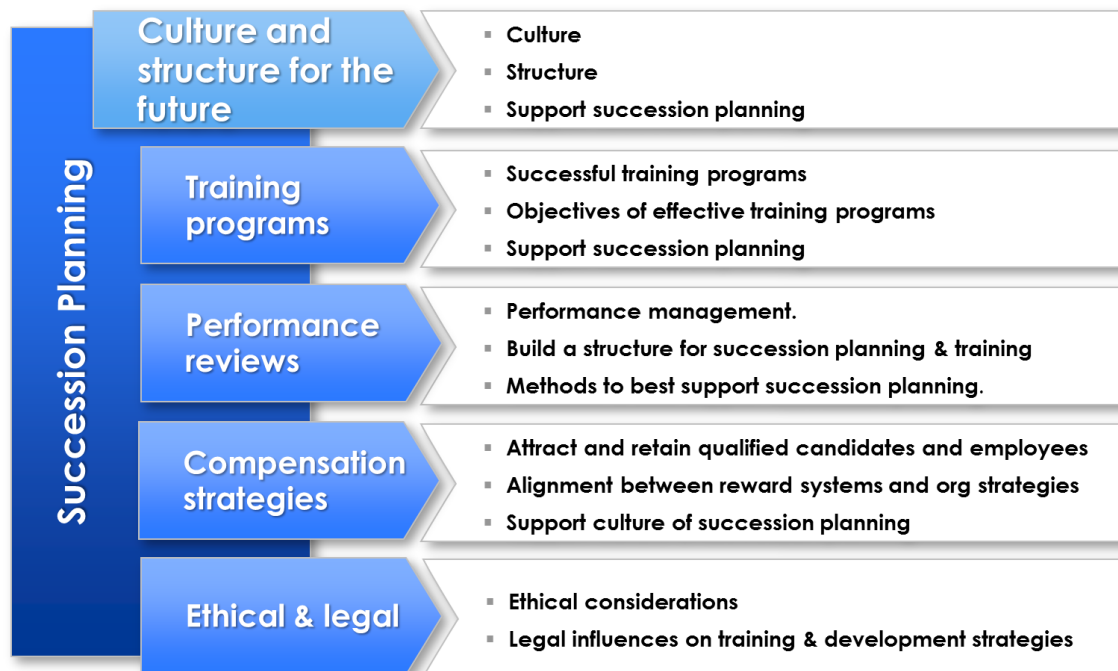 Succession Planning
Culture and
structure for the
future
Culture
Structure
Support succession planning
Training
programs
Successful training programs
Objectives of effective training programs
Support succession planning
Performance
reviews
Performance management.
Build a structure for succession planning & training
Methods to best support succession planning.
Compensation
strategies
Attract and retain qualified candidates and employees
Alignment between reward systems and org strategies
Support culture of succession planning
Ethical & legal
Ethical considerations
Legal influences on training & development strategies